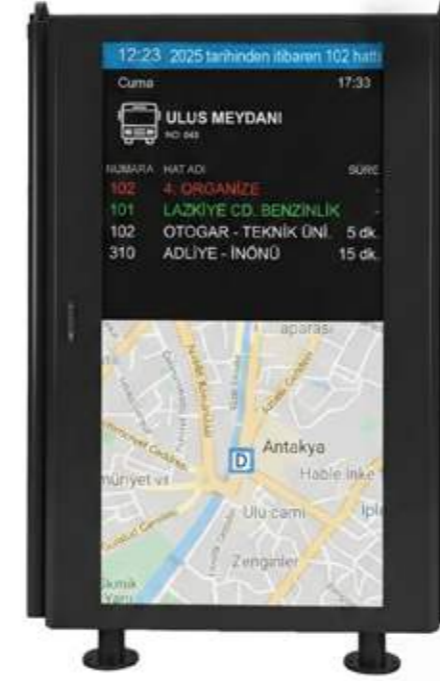 12:23 2025 tarihinden itibaren 102 hattı
Cuma 17:33
ULUS MEYDANI
NUMARA HAT ADI SÜRE
102 4. ORGANİZE -
101 LAZKİYE CD. BENZİNLİK -
102 OTOGAR - TEKNİK ÜNİ. 5 dk.
310 ADLİYE - İNÖNÜ 15 dk.
aparası
D
Antakya
Habib
Ulu cami
Zenginler